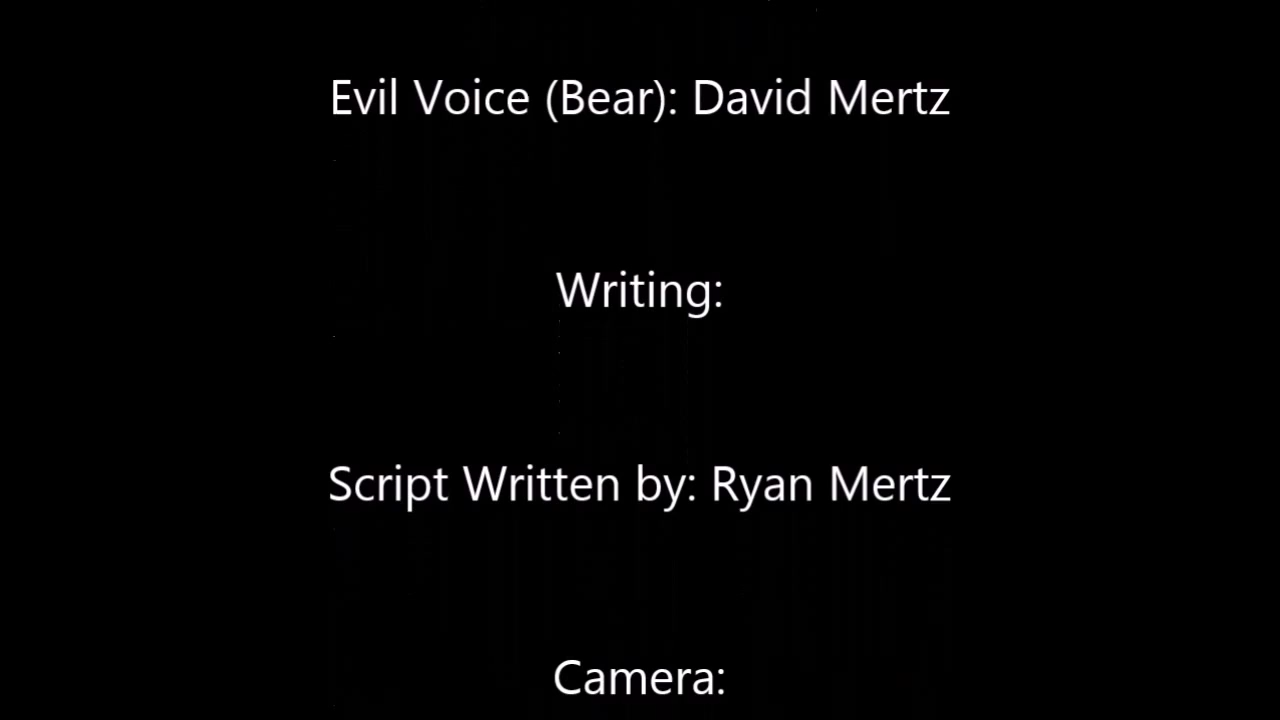 Evil Voice (Bear): David Mertz
Writing:
Script Written by: Ryan Mertz
Camera: